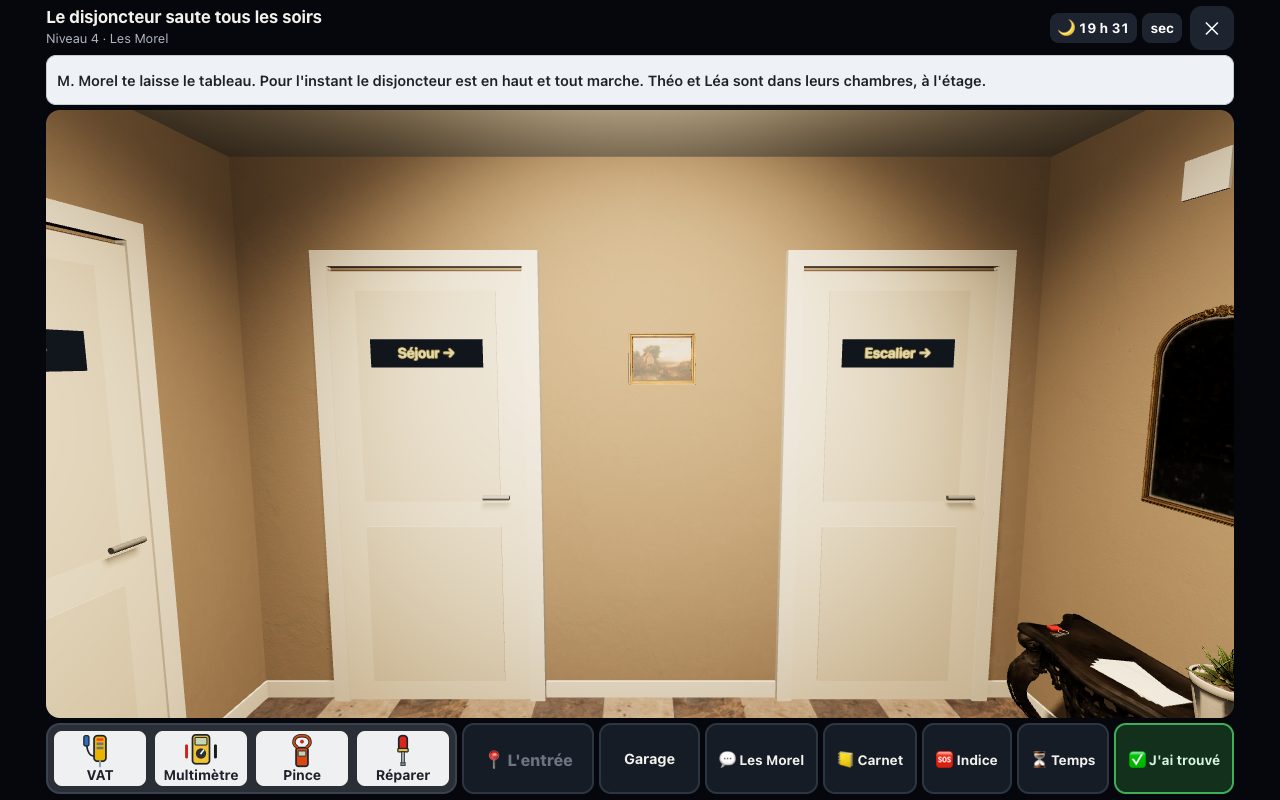 Le disjoncteur saute tous les soirs
Niveau 4 · Les Morel
19 h 31
sec
M. Morel te laisse le tableau. Pour l'instant le disjoncteur est en haut et tout marche. Théo et Léa sont dans leurs chambres, à l'étage.
Séjour →
Escalier →
VAT
Multimètre
Pince
Réparer
L'entrée
Garage
Les Morel
Carnet
SOS Indice
Temps
J'ai trouvé